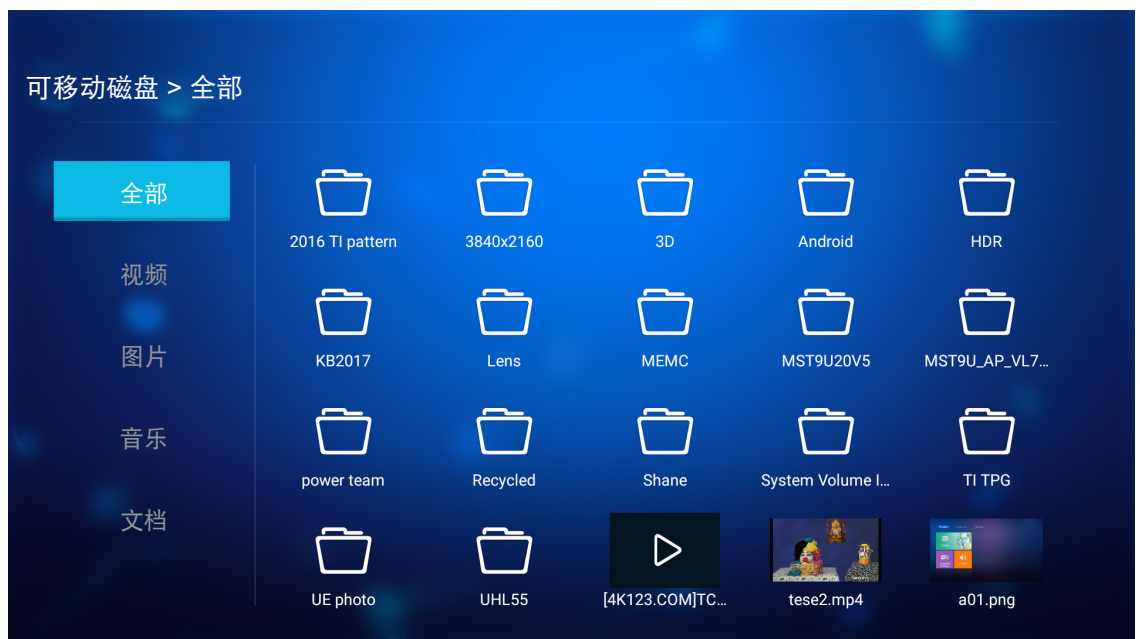 可移动磁盘 > 全部
全部
视频
图片
音乐
文档
2016 TI pattern
3840x2160
3D
Android
HDR
KB2017
Lens
MEMC
MST9U20V5
MST9U_AP_VL7...
power team
Recycled
Shane
System Volume I...
TI TPG
UE photo
UHL55
[4K123.COM]TC...
tese2.mp4
a01.png